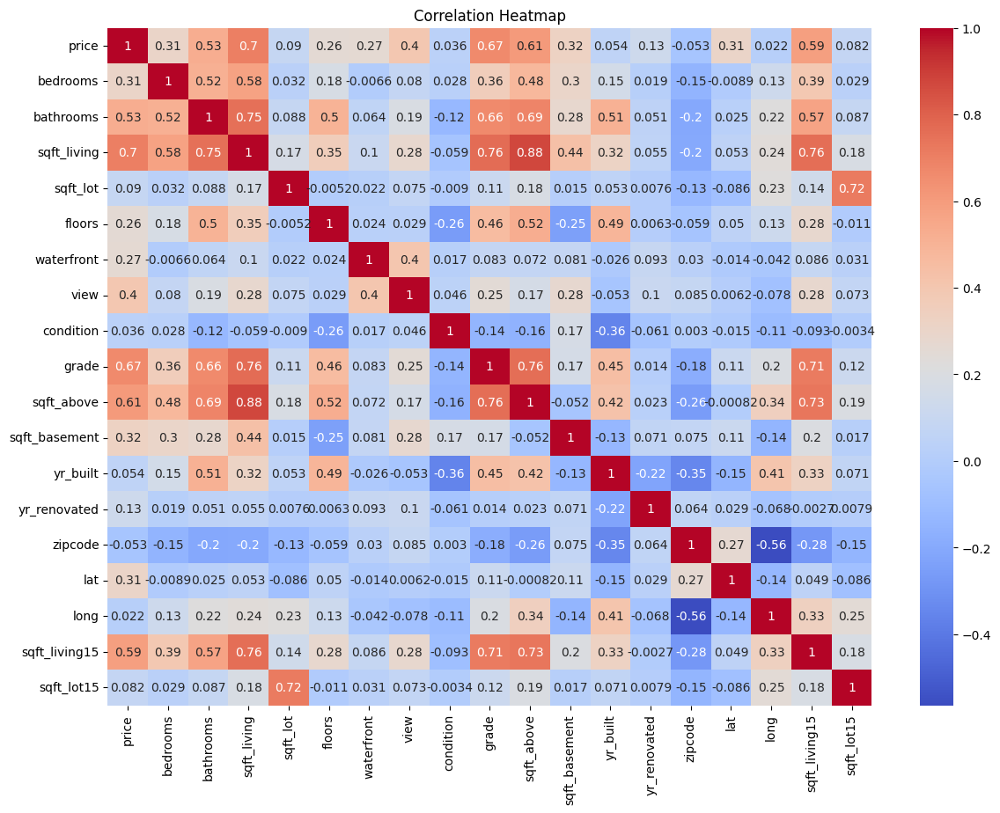 Correlation Heatmap
price 1 0.31 0.53 0.7 0.09 0.26 0.27 0.4 0.036 0.67 0.61 0.32 0.054 0.13 -0.053 0.31 0.022 0.59 0.082
bedrooms 0.31 1 0.52 0.58 0.032 0.18 -0.0066 0.08 0.028 0.36 0.48 0.3 0.15 0.019 -0.15 -0.0089 0.13 0.39 0.029
bathrooms 0.53 0.52 1 0.75 0.088 0.5 0.064 0.19 -0.12 0.66 0.69 0.28 0.51 0.051 -0.2 0.025 0.22 0.57 0.087
sqft_living 0.7 0.58 0.75 1 0.17 0.35 0.1 0.28 -0.059 0.76 0.88 0.44 0.32 0.055 -0.2 0.053 0.24 0.76 0.18
sqft_lot 0.09 0.032 0.088 0.17 1 -0.0052 0.022 0.075 -0.009 0.11 0.18 0.015 0.053 0.0076 -0.13 -0.086 0.23 0.14 0.72
floors 0.26 0.18 0.5 0.35 -0.0052 1 0.024 0.029 -0.26 0.46 0.52 -0.25 0.49 0.0063 -0.059 0.05 0.13 0.28 -0.011
waterfront 0.27 -0.0066 0.064 0.1 0.022 0.024 1 0.4 0.017 0.083 0.072 0.081 -0.026 0.093 0.03 -0.014 -0.042 0.086 0.031
view 0.4 0.08 0.19 0.28 0.075 0.029 0.4 1 0.046 0.25 0.17 0.28 -0.053 0.1 0.085 0.0062 -0.078 0.28 0.073
condition 0.036 0.028 -0.12 -0.059 -0.009 -0.26 0.017 0.046 1 -0.14 -0.16 0.17 -0.36 -0.061 0.003 -0.015 -0.11 -0.093 -0.0034
grade 0.67 0.36 0.66 0.76 0.11 0.46 0.083 0.25 -0.14 1 0.76 0.17 0.45 0.014 -0.18 0.11 0.2 0.71 0.12
sqft_above 0.61 0.48 0.69 0.88 0.18 0.52 0.072 0.17 -0.16 0.76 1 -0.052 0.42 0.023 -0.26 -0.00082 0.34 0.73 0.19
sqft_basement 0.32 0.3 0.28 0.44 0.015 -0.25 0.081 0.28 0.17 0.17 -0.052 1 -0.13 0.071 0.075 0.11 -0.14 0.2 0.017
yr_built 0.054 0.15 0.51 0.32 0.053 0.49 -0.026 -0.053 -0.36 0.45 0.42 -0.13 1 -0.22 -0.35 -0.15 0.41 0.33 0.071
yr_renovated 0.13 0.019 0.051 0.055 0.0076 0.0063 0.093 0.1 -0.061 0.014 0.023 0.071 -0.22 1 0.064 0.029 -0.068 -0.0027 0.0079
zipcode -0.053 -0.15 -0.2 -0.2 -0.13 -0.059 0.03 0.085 0.003 -0.18 -0.26 0.075 -0.35 0.064 1 0.27 -0.56 -0.28 -0.15
lat 0.31 -0.0089 0.025 0.053 -0.086 0.05 -0.014 0.0062 -0.015 0.11 -0.00082 0.11 -0.15 0.029 0.27 1 -0.14 0.049 -0.086
long 0.022 0.13 0.22 0.24 0.23 0.13 -0.042 -0.078 -0.11 0.2 0.34 -0.14 0.41 -0.068 -0.56 -0.14 1 0.33 0.25
sqft_living15 0.59 0.39 0.57 0.76 0.14 0.28 0.086 0.28 -0.093 0.71 0.73 0.2 0.33 -0.0027 -0.28 0.049 0.33 1 0.18
sqft_lot15 0.082 0.029 0.087 0.18 0.72 -0.011 0.031 0.073 -0.0034 0.12 0.19 0.017 0.071 0.0079 -0.15 -0.086 0.25 0.18 1
price bedrooms bathrooms sqft_living sqft_lot floors waterfront view condition grade sqft_above sqft_basement yr_built yr_renovated zipcode lat long sqft_living15 sqft_lot15
1.0
0.8
0.6
0.4
0.2
0.0
−0.2
−0.4